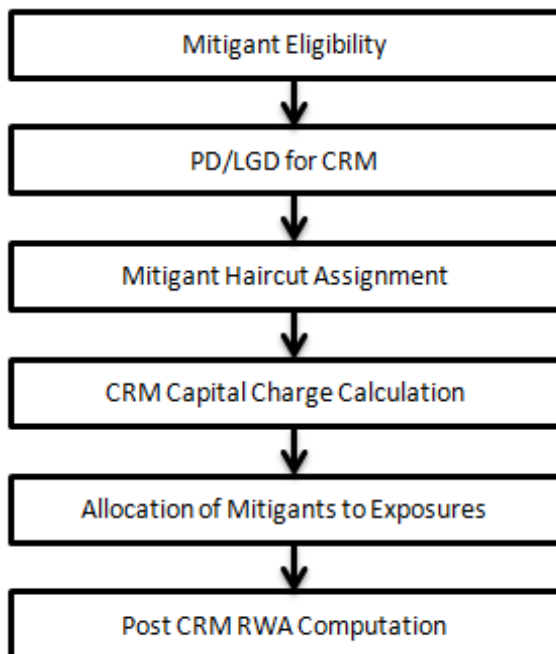 Mitigant Eligibility
PD/LGD for CRM
Mitigant Haircut Assignment
CRM Capital Charge Calculation
Allocation of Mitigants to Exposures
Post CRM RWA Computation